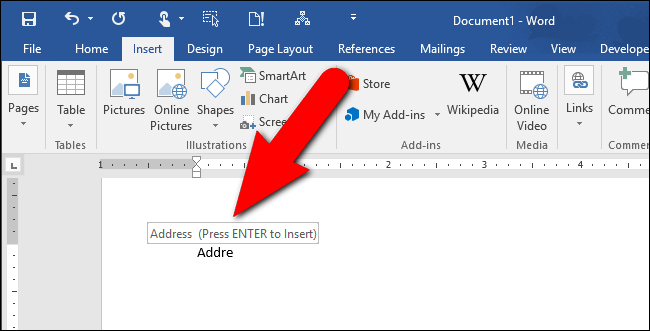 Document1 - Word
File Home Insert Design Page Layout References Mailings Review View Develope
Pages
Table
Pictures
Online
Pictures
Shapes
SmartArt
Chart
Scree
Store
My Add-ins
W
Wikipedia
Online
Video
Links
Comme
Tables Illustrations Add-ins Media Commen
L 1 1 2 3 4 5
Address (Press ENTER to Insert)
Addre